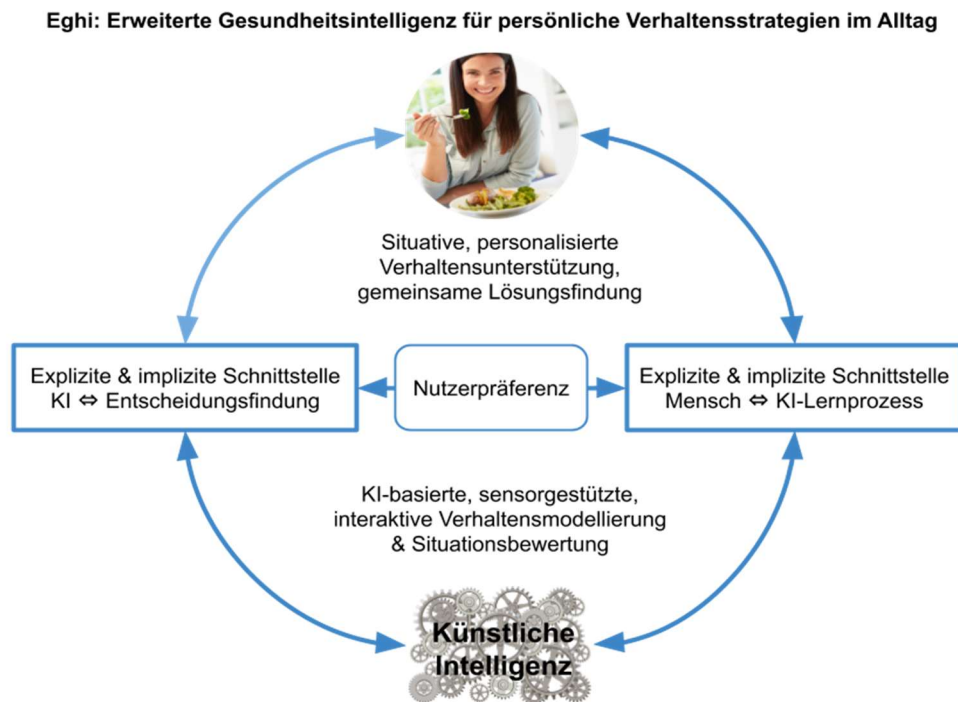 Eghi: Erweiterte Gesundheitsintelligenz für persönliche Verhaltensstrategien im Alltag
Situative, personalisierte
Verhaltensunterstützung,
gemeinsame Lösungsfindung
Explizite & implizite Schnittstelle
KI ⇔ Entscheidungsfindung
Nutzerpräferenz
Explizite & implizite Schnittstelle
Mensch ⇔ KI-Lernprozess
KI-basierte, sensorgestützte,
interaktive Verhaltensmodellierung
& Situationsbewertung
Künstliche
Intelligenz